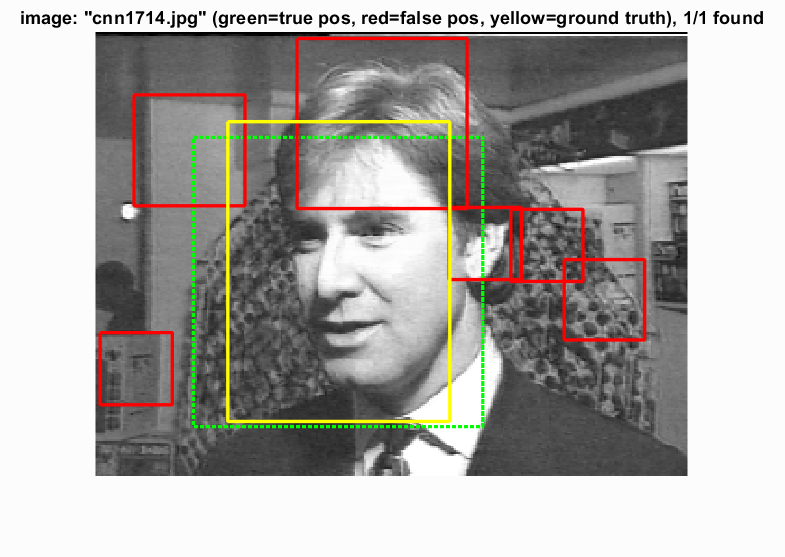 image: "cnn1714.jpg" (green=true pos, red=false pos, yellow=ground truth), 1/1 found